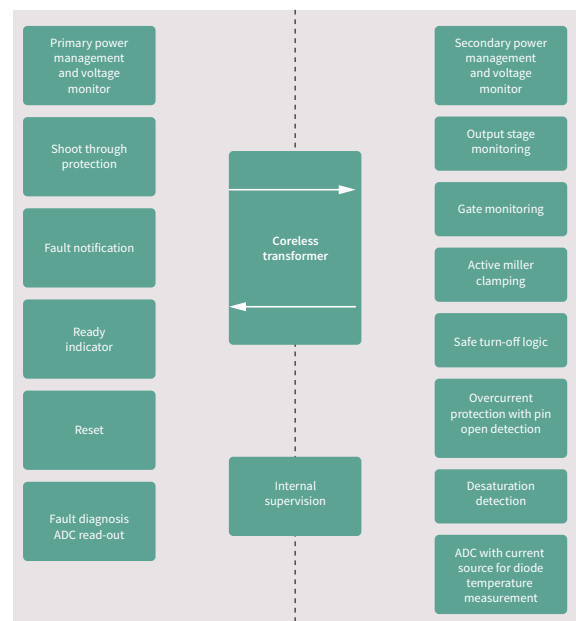 Primary power
management
and voltage
monitor
Shoot through
protection
Fault notification
Ready
indicator
Reset
Fault diagnosis
ADC read-out
Coreless
transformer
Internal
supervision
Secondary power
management
and voltage
monitor
Output stage
monitoring
Gate monitoring
Active miller
clamping
Safe turn-off logic
Overcurrent
protection with pin
open detection
Desaturation
detection
ADC with current
source for diode
temperature
measurement